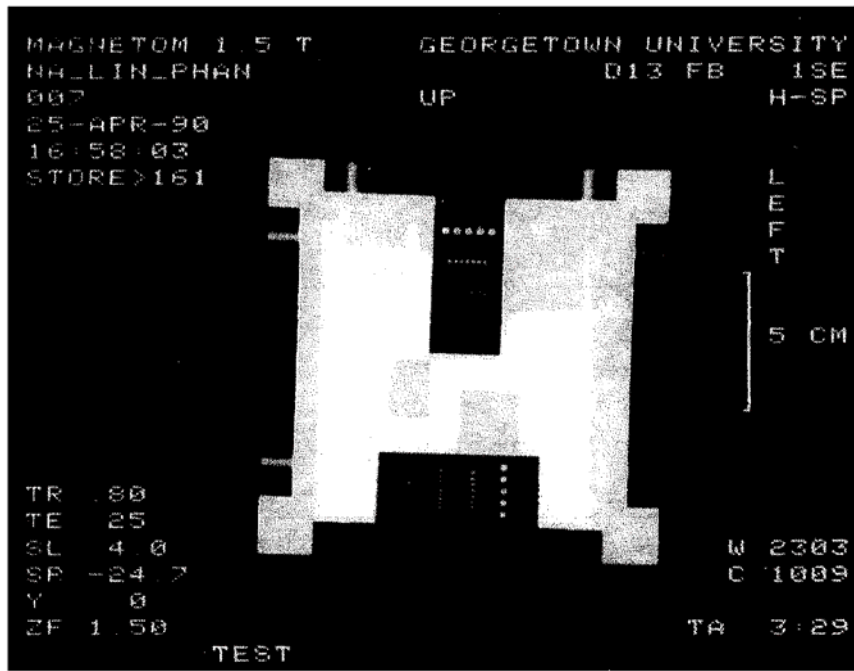 MAGNETOM 1.5 T GEORGETOWN UNIVERSITY
NA_LIN_PHAN D13 FB 1SE
007 UP H-SP
25-APR-90
16:58:03
STORE>161
L
E
F
T
5 CM
TR .80
TE 25
SL 4.0
SP -24.7
Y 0
ZF 1.50
W 2303
C 1009
TA 3:29
TEST